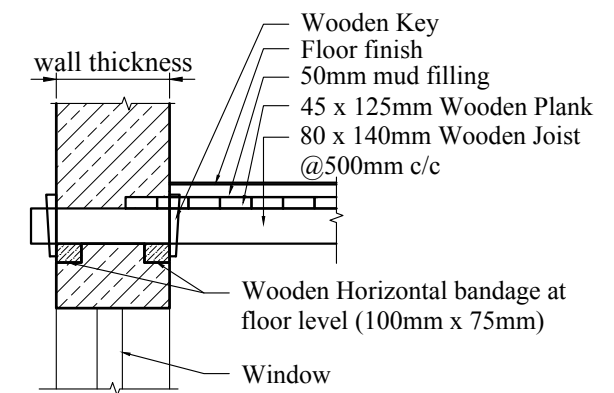 Wooden Key
Floor finish
wall thickness
50mm mud filling
45 x 125mm Wooden Plank
80 x 140mm Wooden Joist
@500mm c/c
Wooden Horizontal bandage at
floor level (100mm x 75mm)
Window